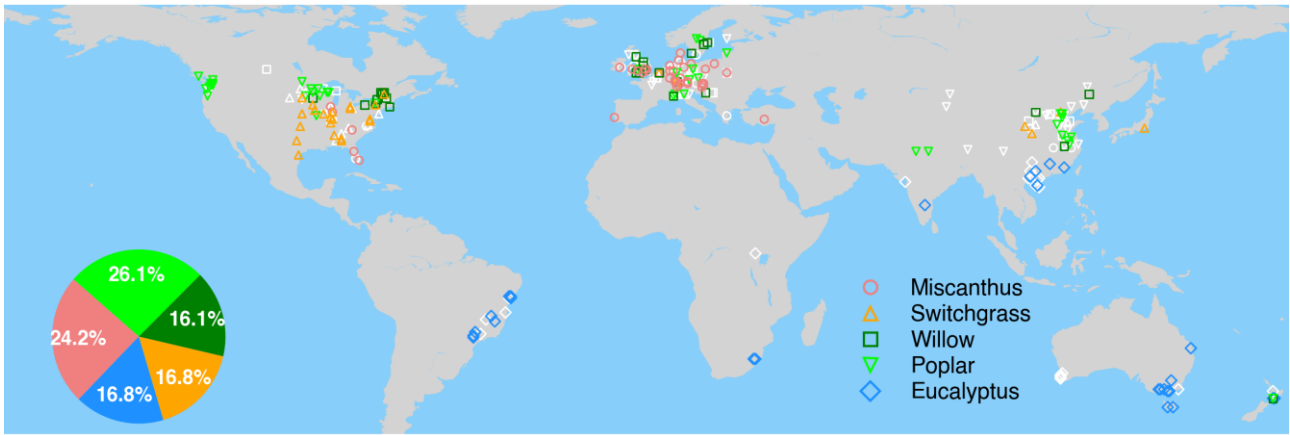 26.1%
16.1%
24.2%
16.8%
16.8%
Miscanthus
Switchgrass
Willow
Poplar
Eucalyptus